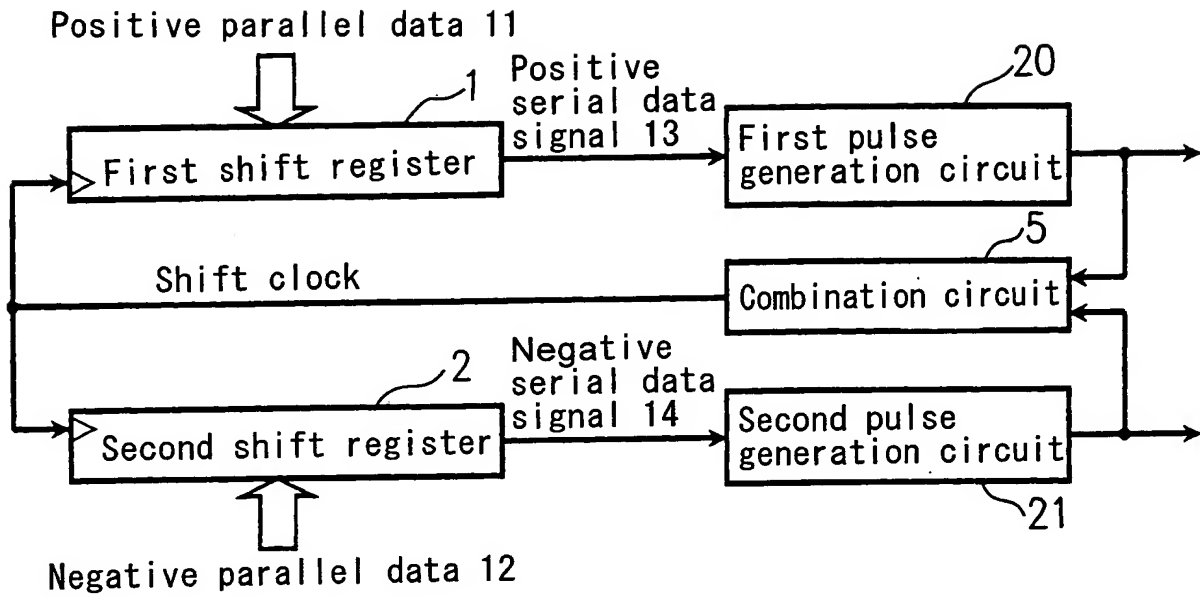 Positive parallel data 11
1
Positive
serial data
signal 13
20
First shift register
First pulse
generation circuit
5
Shift clock
Combination circuit
2
Negative
serial data
signal 14
Second shift register
Second pulse
generation circuit
21
Negative parallel data 12